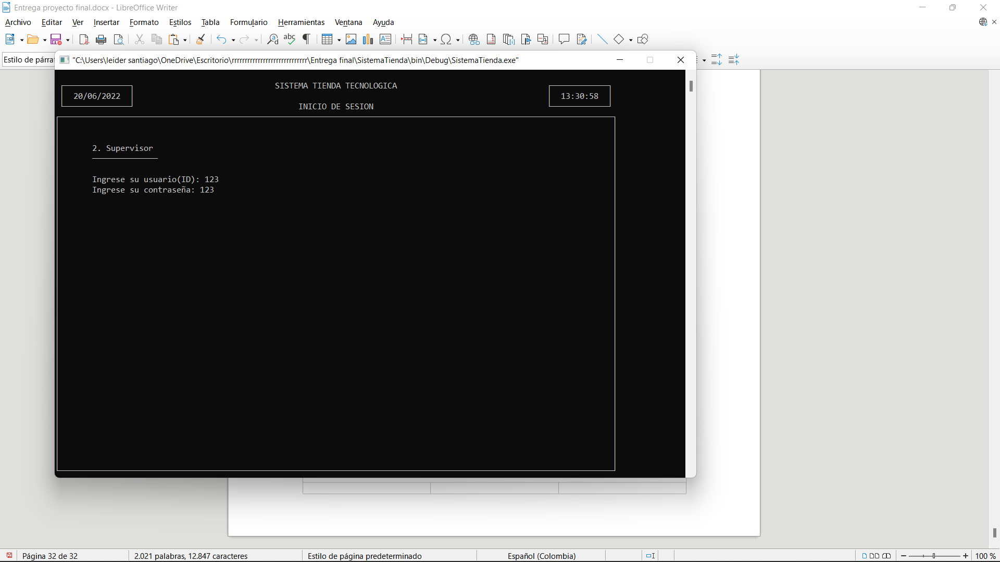 Entrega proyecto final.docx - LibreOffice Writer
Archivo Editar Ver Insertar Formato Estilos Tabla Formulario Herramientas Ventana Ayuda
Estilo de párra
"C:\Users\leider santiago\OneDrive\Escritorio\rrrrrrrrrrrrrrrrrrrrrrrrrrrrr\Entrega final\SistemaTienda\bin\Debug\SistemaTienda.exe"
SISTEMA TIENDA TECNOLOGICA
20/06/2022
13:30:58
INICIO DE SESION
2. Supervisor
Ingrese su usuario(ID): 123
Ingrese su contraseña: 123
Página 32 de 32
2.021 palabras, 12.847 caracteres
Estilo de página predeterminado
Español (Colombia)
100 %